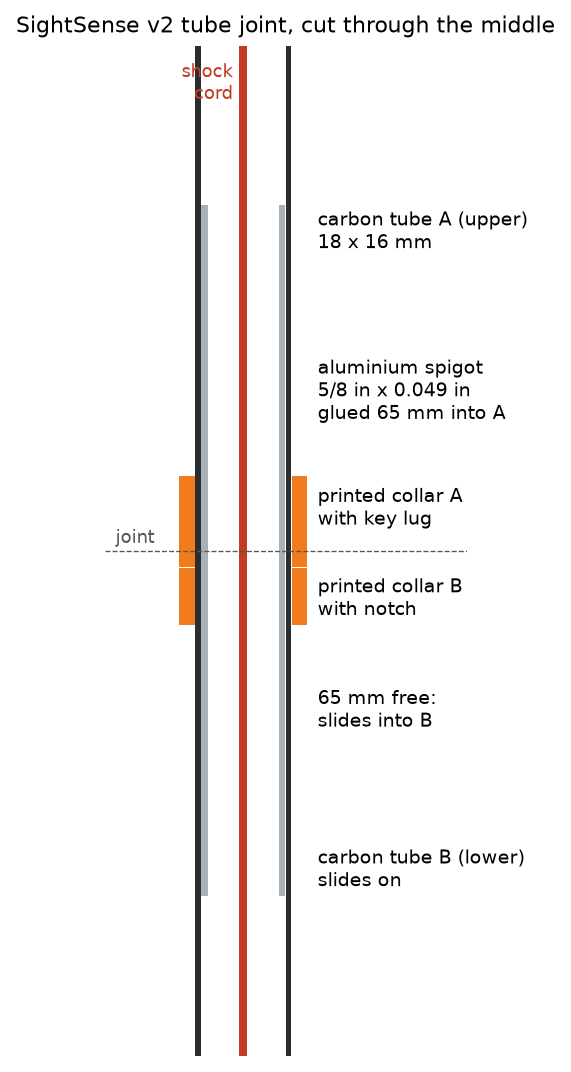 SightSense v2 tube joint, cut through the middle
shock
cord
carbon tube A (upper)
18 x 16 mm
aluminium spigot
5/8 in x 0.049 in
glued 65 mm into A
printed collar A
with key lug
joint
printed collar B
with notch
65 mm free:
slides into B
carbon tube B (lower)
slides on